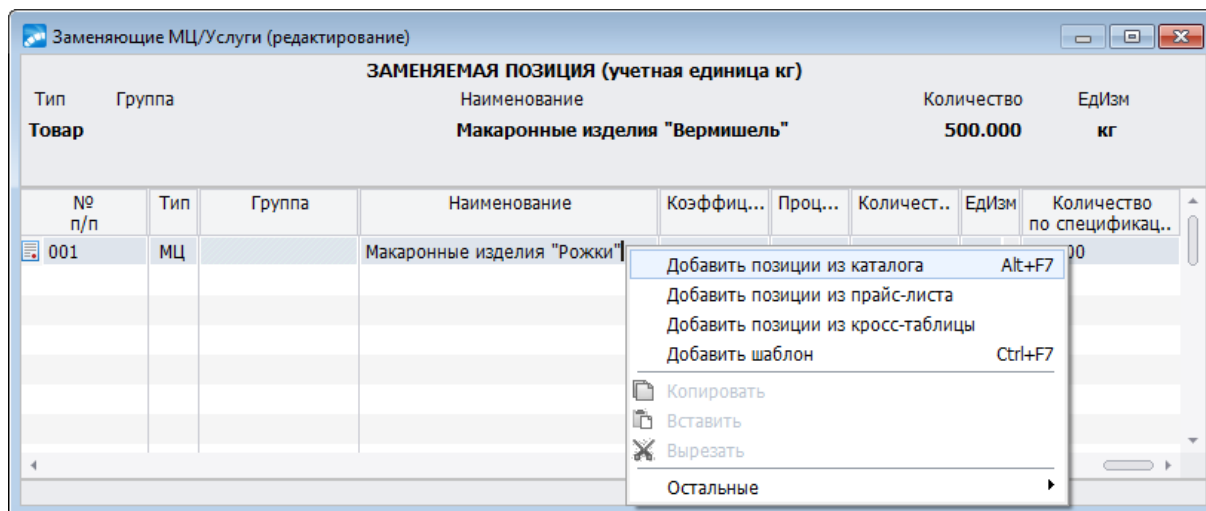 Заменяющие МЦ/Услуги (редактирование)
ЗАМЕНЯЕМАЯ ПОЗИЦИЯ (учетная единица кг)
Тип Группа Наименование Количество ЕдИзм
Товар Макаронные изделия "Вермишель" 500.000 кг
№ Тип Группа Наименование Коэффиц... Проц... Количест.. ЕдИзм Количество
п/п по спецификац..
001 МЦ Макаронные изделия "Рожки" 00
Добавить позиции из каталога Alt+F7
Добавить позиции из прайс-листа
Добавить позиции из кросс-таблицы
Добавить шаблон Ctrl+F7
Копировать
Вставить
Вырезать
Остальные